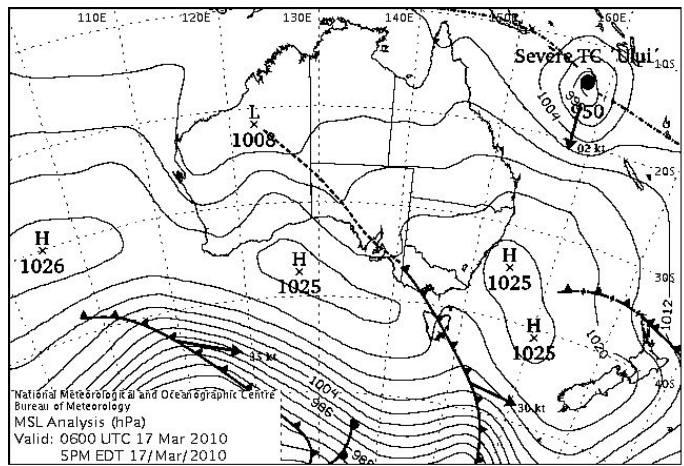 110E 120E 130E 140E 150E 160E
Severe TC `Ului´
10S
1004
950
02 kt
L
1008
20S
H
1026
H
1025
H
1025
30S
1012
H
1025
1020
35 kt
40S
1004
30 kt
National Meteorological and Oceanographic Centre
Bureau of Meteorology
MSL Analysis (hPa)
Valid: 0600 UTC 17 Mar 2010
5PM EDT 17/Mar/2010